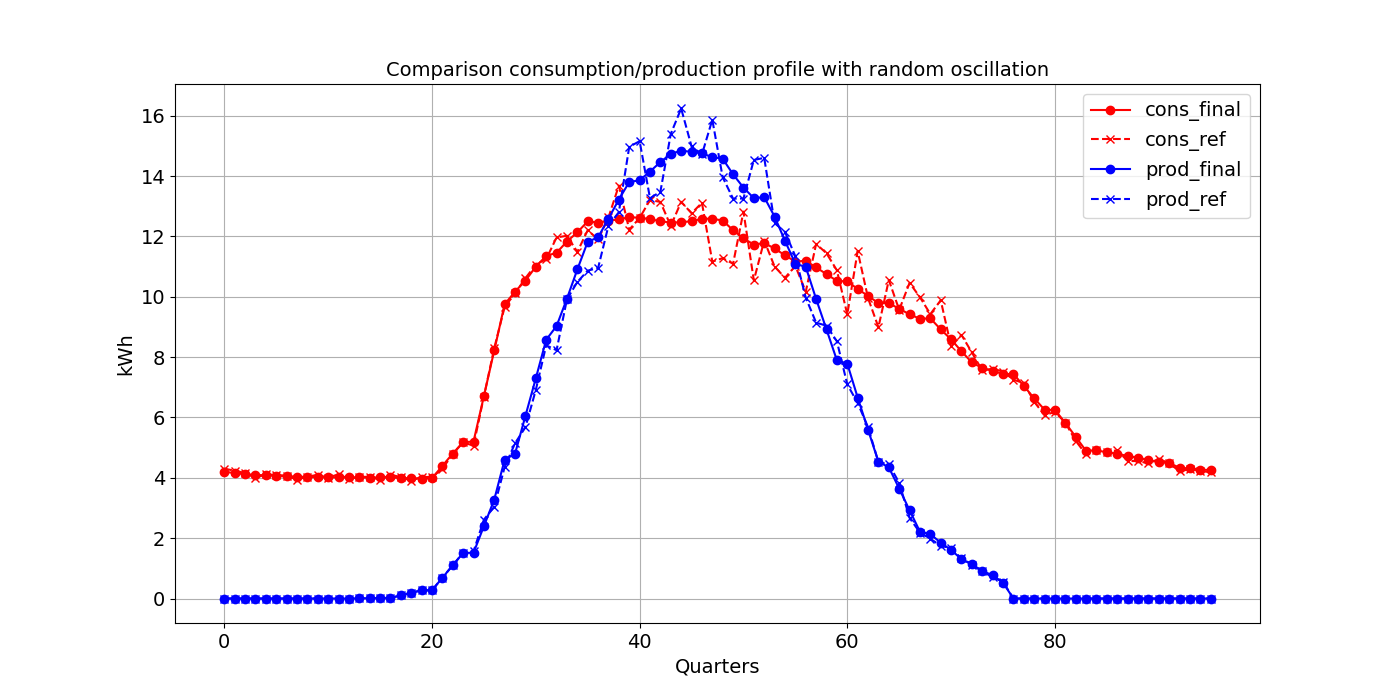 Comparison consumption/production profile with random oscillation
cons_final
cons_ref
prod_final
prod_ref
kWh
16
14
12
10
8
6
4
2
0
0 20 40 60 80
Quarters